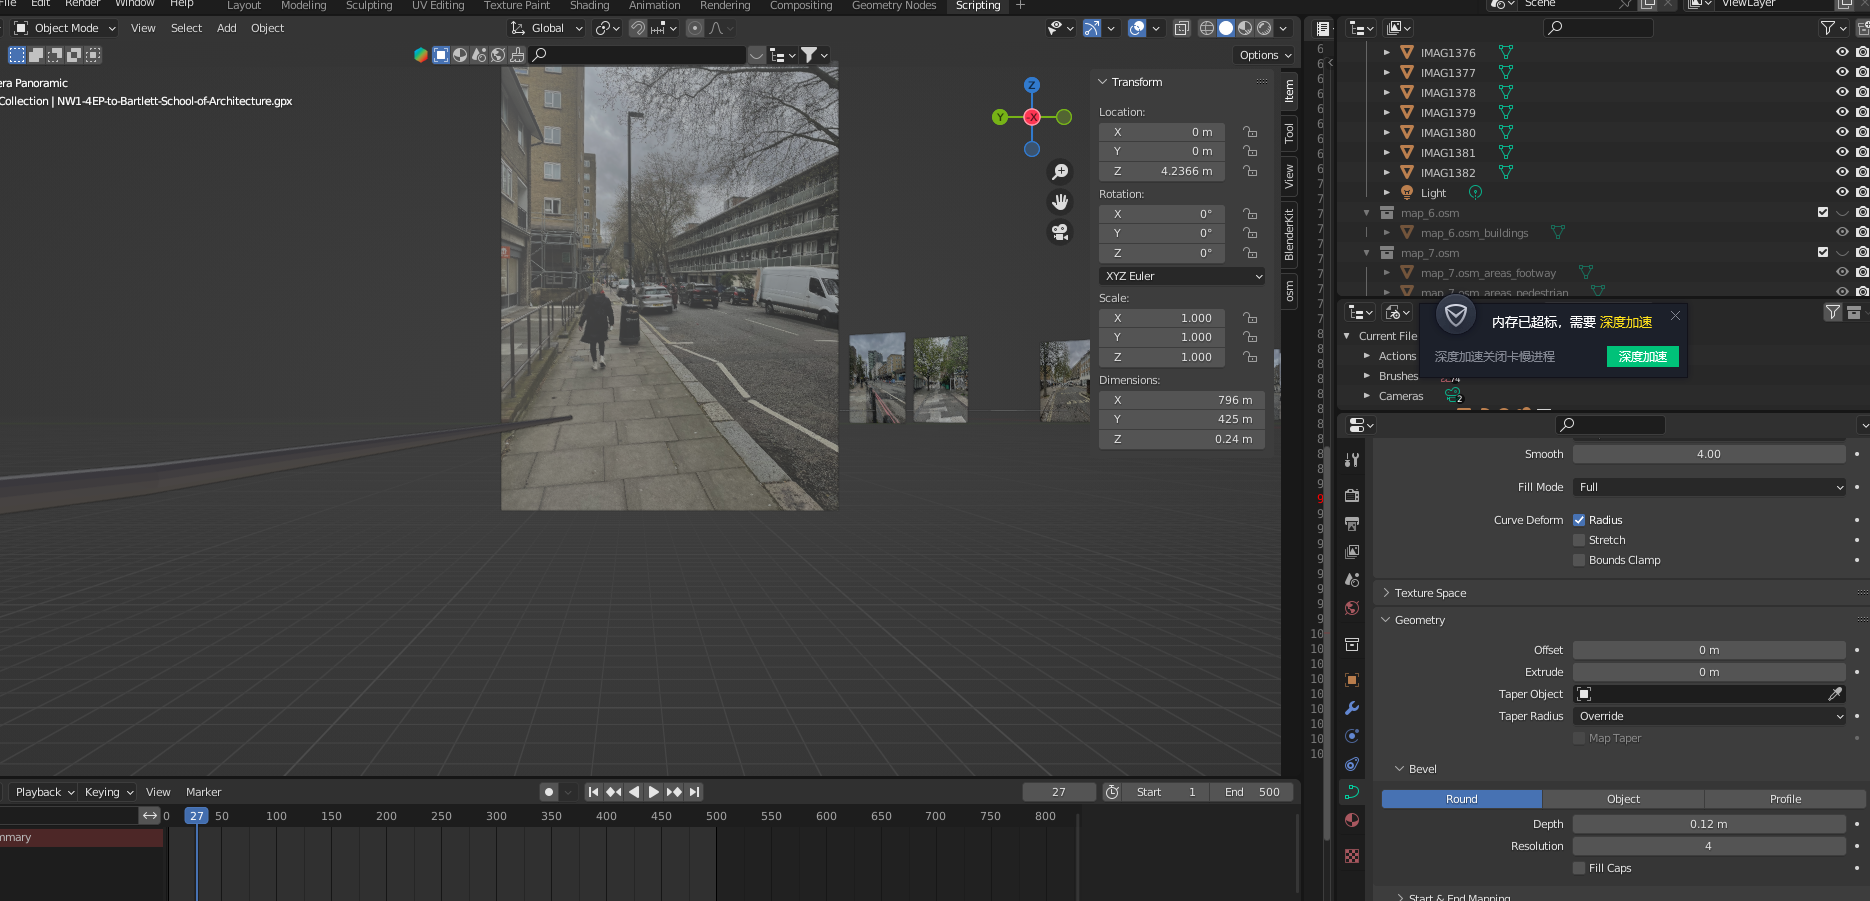 File Edit Render Window Help
Layout Modeling Sculpting UV Editing Texture Paint Shading Animation Rendering Compositing Geometry Nodes Scripting +
Scene
ViewLayer
Object Mode View Select Add Object
Global
Options
era Panoramic
Collection | NW1-4EP-to-Bartlett-School-of-Architecture.gpx
Z
Y
X
Transform
Location:
X 0 m
Y 0 m
Z 4.2366 m
Rotation:
X 0°
Y 0°
Z 0°
XYZ Euler
Scale:
X 1.000
Y 1.000
Z 1.000
Dimensions:
X 796 m
Y 425 m
Z 0.24 m
Item
Tool
View
BlenderKit
osm
IMAG1376
IMAG1377
IMAG1378
IMAG1379
IMAG1380
IMAG1381
IMAG1382
Light
map_6.osm
map_6.osm_buildings
map_7.osm
map_7.osm_areas_footway
map_7.osm_areas_pedestrian
内存已超标，需要 深度加速
深度加速关闭卡慢进程
深度加速
Current File
Actions
Brushes 74
Cameras 2
Smooth 4.00
Fill Mode Full
Curve Deform Radius
Stretch
Bounds Clamp
Texture Space
Geometry
Offset 0 m
Extrude 0 m
Taper Object
Taper Radius Override
Map Taper
Bevel
Round Object Profile
Depth 0.12 m
Resolution 4
Fill Caps
Start & End Mapping
Playback Keying View Marker
27
Start 1
End 500
0 27 50 100 150 200 250 300 350 400 450 500 550 600 650 700 750 800
mmary